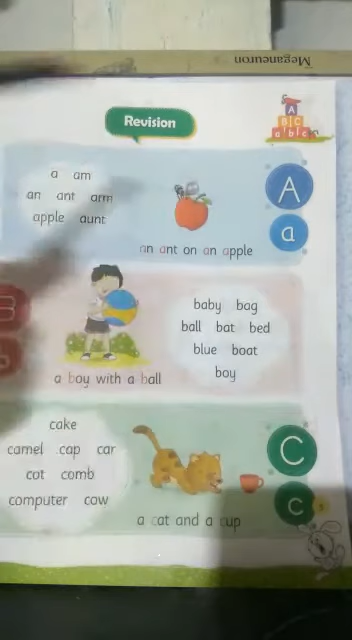 Meganeuron
Revision
A
B C
a b c
a am
an ant arm
apple aunt
an ant on an apple
A
a
B
b
baby bag
ball bat bed
blue boat
boy
a boy with a ball
cake
camel cap car
cot comb
computer cow
a cat and a cup
C
c